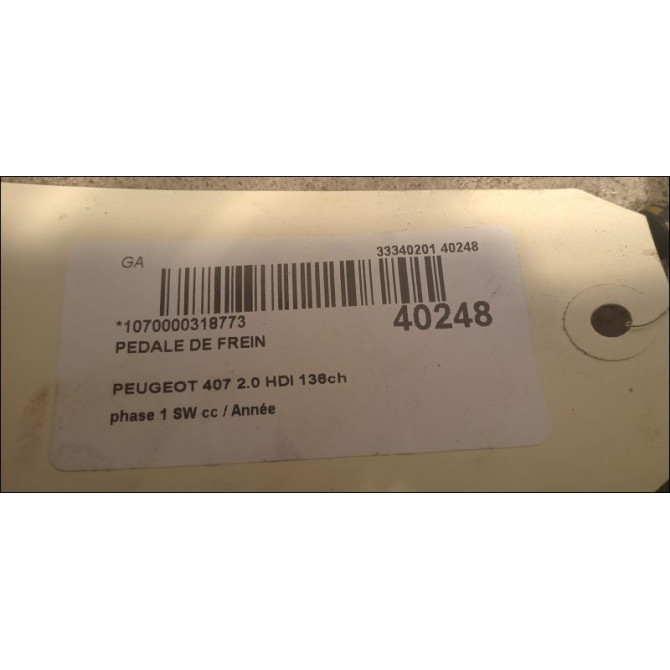 GA
33340201 40248
*1070000318773
40248
PEDALE DE FREIN
PEUGEOT 407 2.0 HDI 136ch
phase 1 SW cc / Année